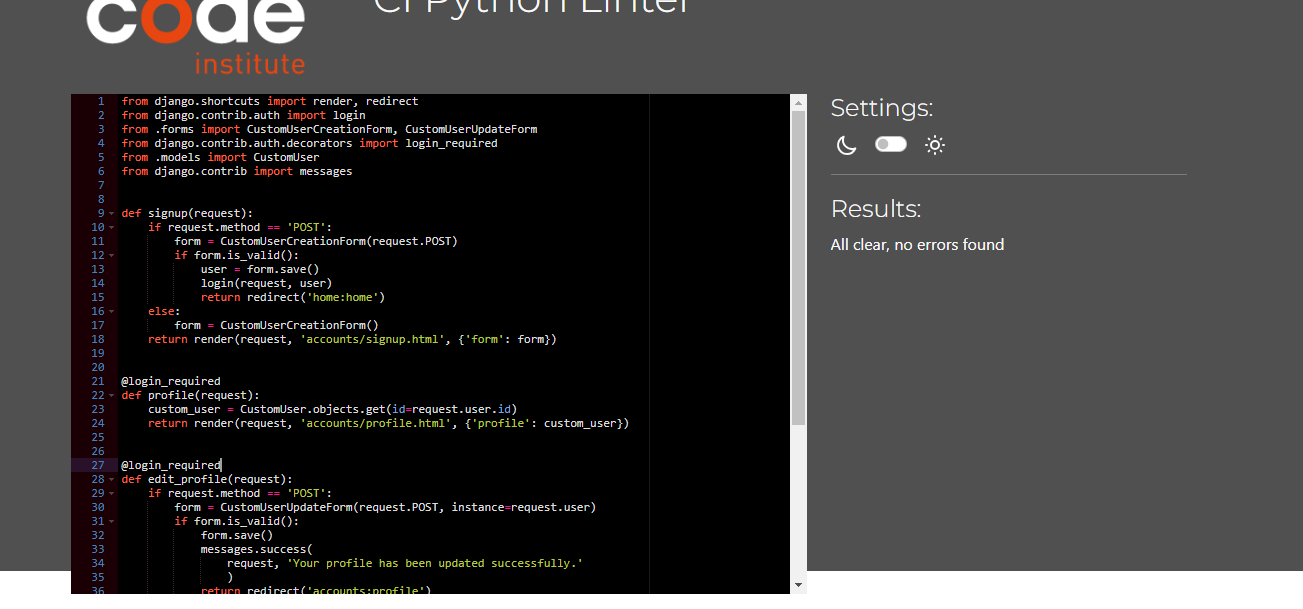 code
institute
CI Python Linter
1 from django.shortcuts import render, redirect
2 from django.contrib.auth import login
3 from .forms import CustomUserCreationForm, CustomUserUpdateForm
4 from django.contrib.auth.decorators import login_required
5 from .models import CustomUser
6 from django.contrib import messages
7
8
9 def signup(request):
10 if request.method == 'POST':
11 form = CustomUserCreationForm(request.POST)
12 if form.is_valid():
13 user = form.save()
14 login(request, user)
15 return redirect('home:home')
16 else:
17 form = CustomUserCreationForm()
18 return render(request, 'accounts/signup.html', {'form': form})
19
20
21 @login_required
22 def profile(request):
23 custom_user = CustomUser.objects.get(id=request.user.id)
24 return render(request, 'accounts/profile.html', {'profile': custom_user})
25
26
27 @login_required
28 def edit_profile(request):
29 if request.method == 'POST':
30 form = CustomUserUpdateForm(request.POST, instance=request.user)
31 if form.is_valid():
32 form.save()
33 messages.success(
34 request, 'Your profile has been updated successfully.'
35 )
36 return redirect('accounts:profile')
Settings:
Results:
All clear, no errors found